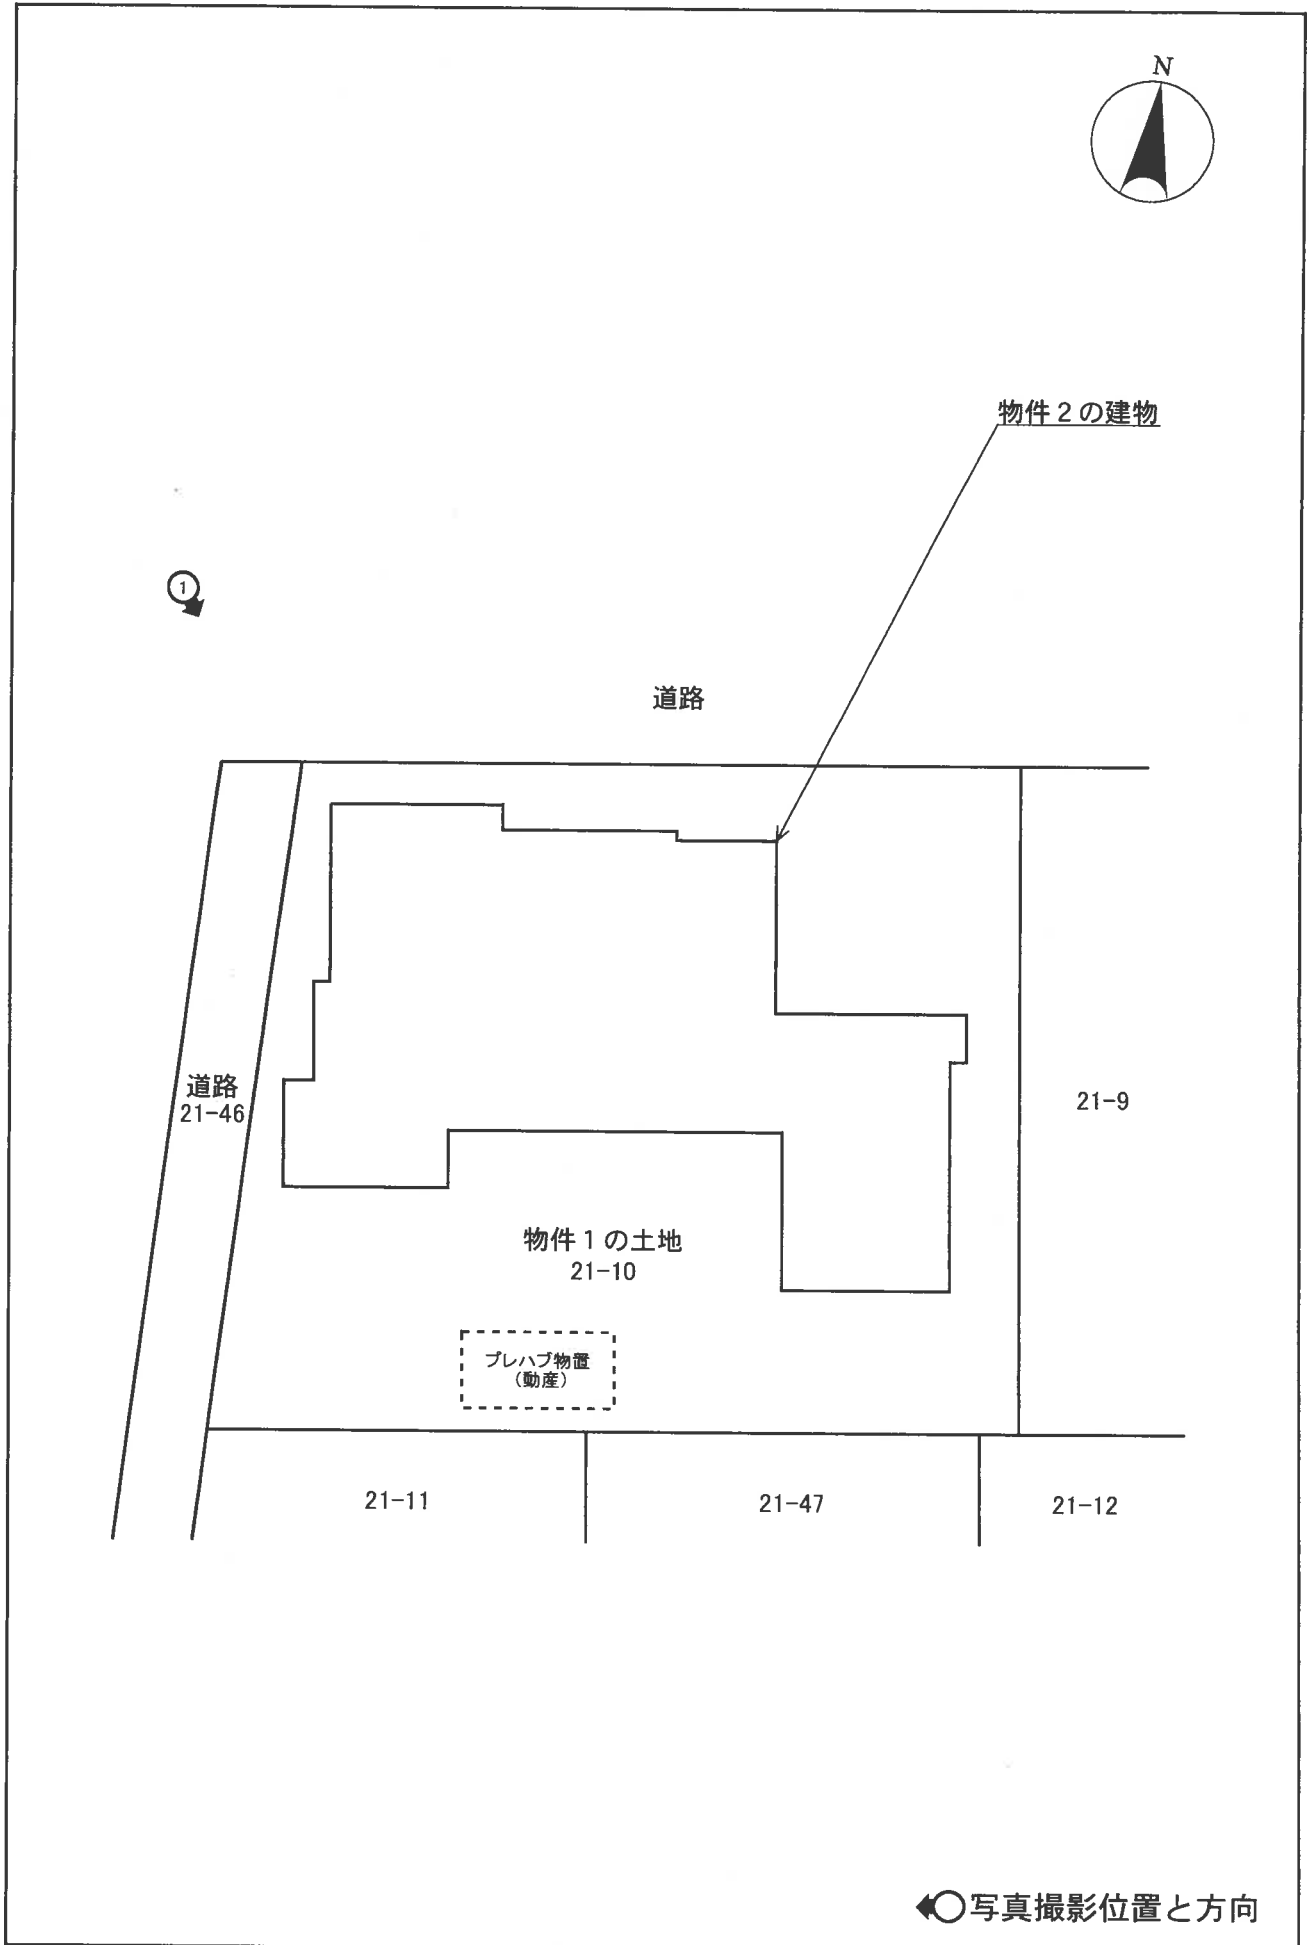 N
物件２の建物
1
道路
道路
21-46
21-9
物件１の土地
21-10
プレハブ物置
(動産)
21-11
21-47
21-12
写真撮影位置と方向